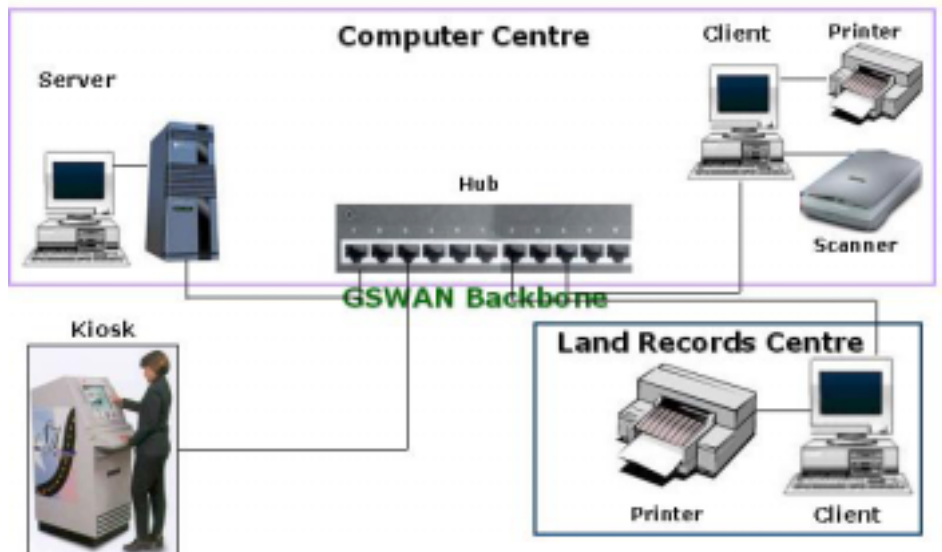 Computer Centre
Client
Printer
Server
Hub
Scanner
GSWAN Backbone
Kiosk
Land Records Centre
Printer
Client